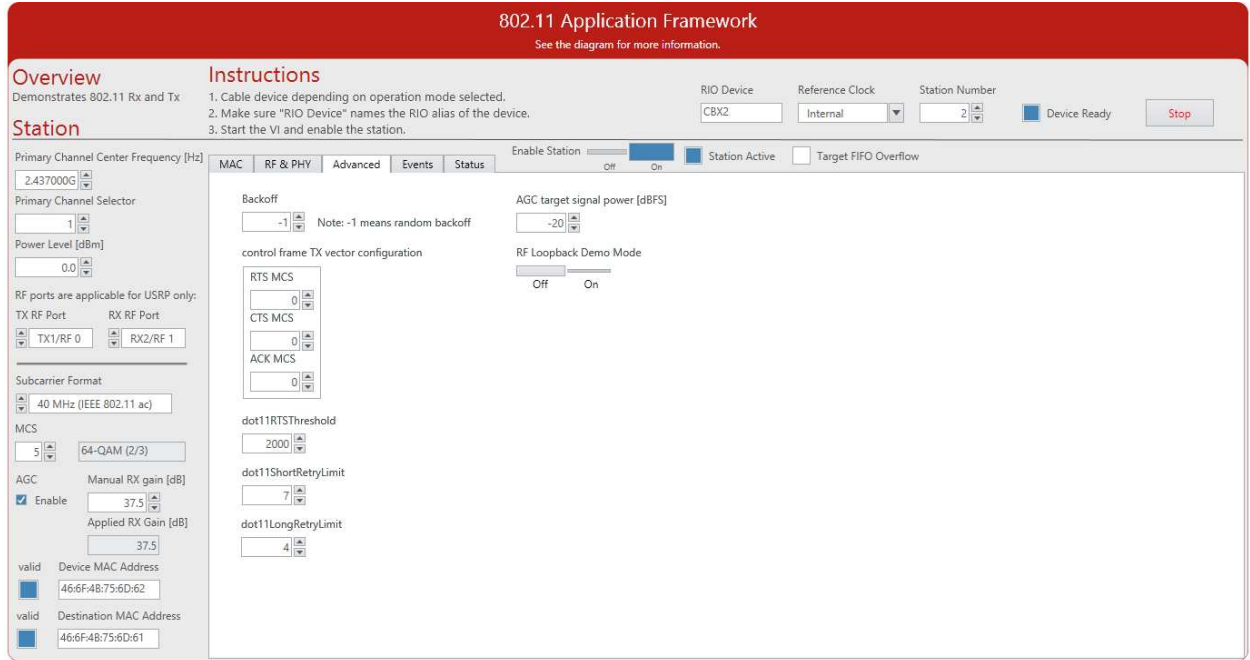 802.11 Application Framework
See the diagram for more information.
Overview
Demonstrates 802.11 Rx and Tx
Station
Instructions
1. Cable device depending on operation mode selected.
2. Make sure "RIO Device" names the RIO alias of the device.
3. Start the VI and enable the station.
RIO Device
CBX2
Reference Clock
Internal
Station Number
2
Device Ready
Stop
Primary Channel Center Frequency [Hz]
2.437000G
Primary Channel Selector
1
Power Level [dBm]
0.0
RF ports are applicable for USRP only:
TX RF Port RX RF Port
TX1/RF 0 RX2/RF 1
Subcarrier Format
40 MHz (IEEE 802.11 ac)
MCS
5 64-QAM (2/3)
AGC Manual RX gain [dB]
Enable 37.5
Applied RX Gain [dB]
37.5
valid Device MAC Address
46:6F:4B:75:6D:62
valid Destination MAC Address
46:6F:4B:75:6D:61
MAC RF & PHY Advanced Events Status
Enable Station
Off On
Station Active
Target FIFO Overflow
Backoff
-1 Note: -1 means random backoff
control frame TX vector configuration
RTS MCS
0
CTS MCS
0
ACK MCS
0
dot11RTSThreshold
2000
dot11ShortRetryLimit
7
dot11LongRetryLimit
4
AGC target signal power [dBFS]
-20
RF Loopback Demo Mode
Off On